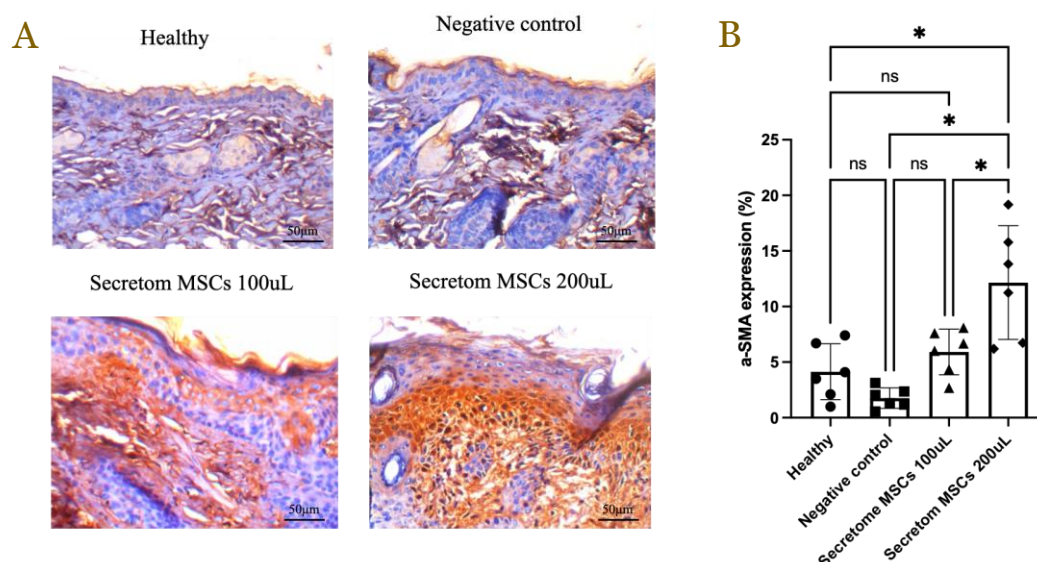 A
Healthy
Negative control
50μm
50μm
Secretom MSCs 100uL
Secretom MSCs 200uL
50μm
50μm
B
*
ns
*
ns
ns
*
a-SMA expression (%)
25
20
15
10
5
0
Healthy
Negative control
Secretome MSCs 100uL
Secretom MSCs 200uL